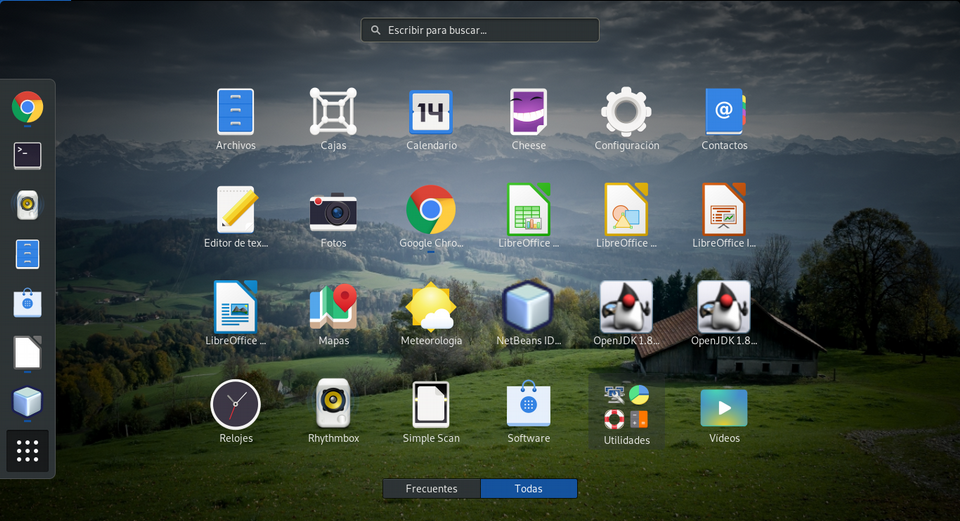 Escribir para buscar...
Archivos
Cajas
14
Calendario
Cheese
Configuración
@
Contactos
Editor de tex...
Fotos
Google Chro...
LibreOffice ...
LibreOffice ...
LibreOffice I...
LibreOffice ...
Mapas
Meteorología
NetBeans ID...
OpenJDK 1.8...
OpenJDK 1.8...
Relojes
Rhythmbox
Simple Scan
Software
Utilidades
Vídeos
Frecuentes
Todas
>_